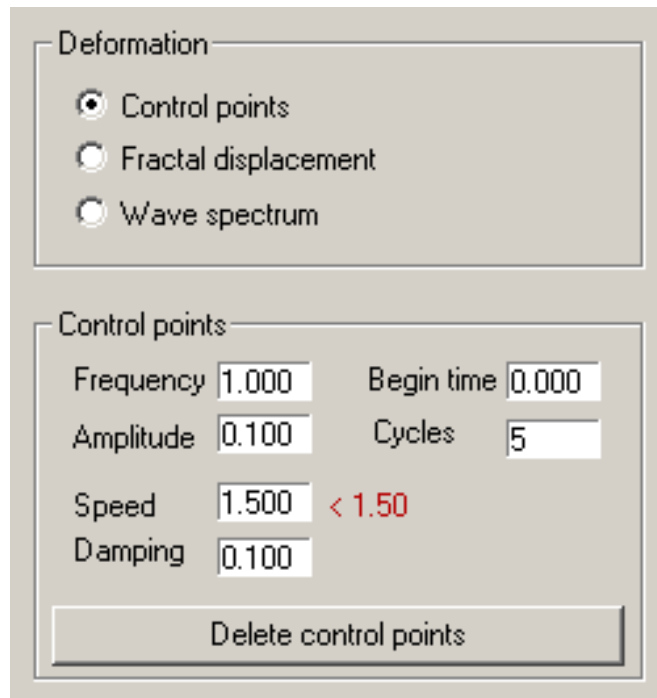 Deformation
Control points
Fractal displacement
Wave spectrum
Control points
Frequency 1.000 Begin time 0.000
Amplitude 0.100 Cycles 5
Speed 1.500 < 1.50
Damping 0.100
Delete control points